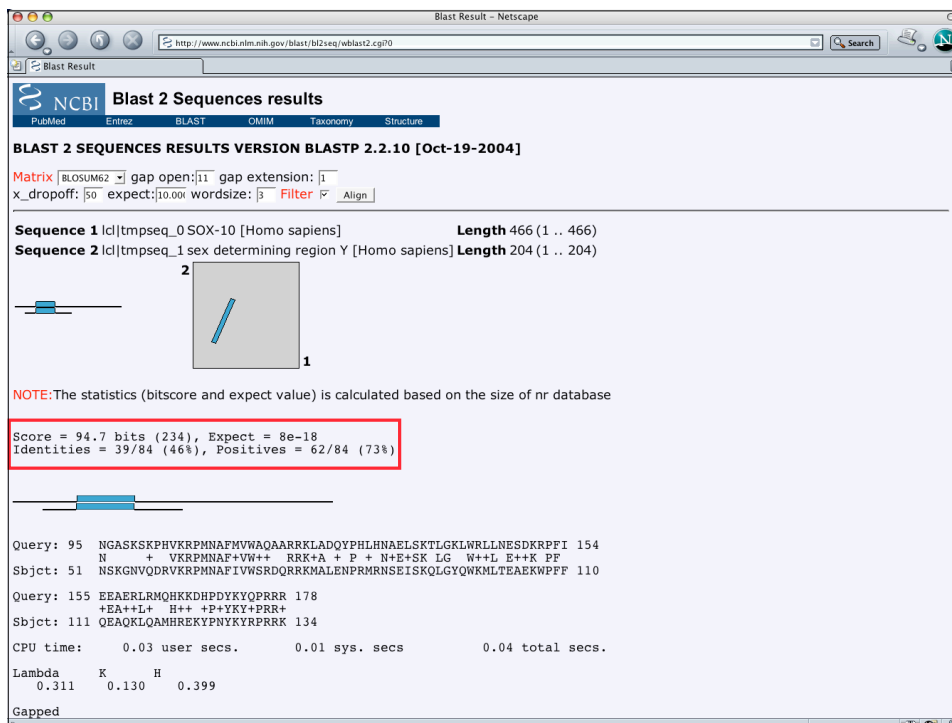 Blast Result – Netscape
http://www.ncbi.nlm.nih.gov/blast/bl2seq/wblast2.cgi?0
Search
N
Blast Result
NCBI Blast 2 Sequences results
PubMed Entrez BLAST OMIM Taxonomy Structure
BLAST 2 SEQUENCES RESULTS VERSION BLASTP 2.2.10 [Oct-19-2004]
Matrix BLOSUM62 gap open: 11 gap extension: 1
x_dropoff: 50 expect: 10.000 wordsize: 3 Filter Align
Sequence 1 lcl|tmpseq_0 SOX-10 [Homo sapiens] Length 466 (1 .. 466)
Sequence 2 lcl|tmpseq_1 sex determining region Y [Homo sapiens] Length 204 (1 .. 204)
2
1
NOTE:The statistics (bitscore and expect value) is calculated based on the size of nr database
Score = 94.7 bits (234), Expect = 8e-18
Identities = 39/84 (46%), Positives = 62/84 (73%)
Query: 95 NGASKSKPHVKRPMNAFMVWAQAARRKLADQYPHLHNAELSKTLGKLWRLLNESDKRPFI 154
N + VKRPMNAF+VW++ RRK+A + P + N+E+SK LG W++L E++K PF
Sbjct: 51 NSKGNVQDRVKRPMNAFIVWSRDQRRKMALENPRMRNSEISKQLGYQWKMLTEAEKWPFF 110
Query: 155 EEAERLRMQHKKDHPDYKYQPRRR 178
+EA++L+ H++ +P+YKY+PRR+
Sbjct: 111 QEAQKLQAMHREKYPNYKYRPRRK 134
CPU time: 0.03 user secs. 0.01 sys. secs 0.04 total secs.
Lambda K H
0.311 0.130 0.399
Gapped